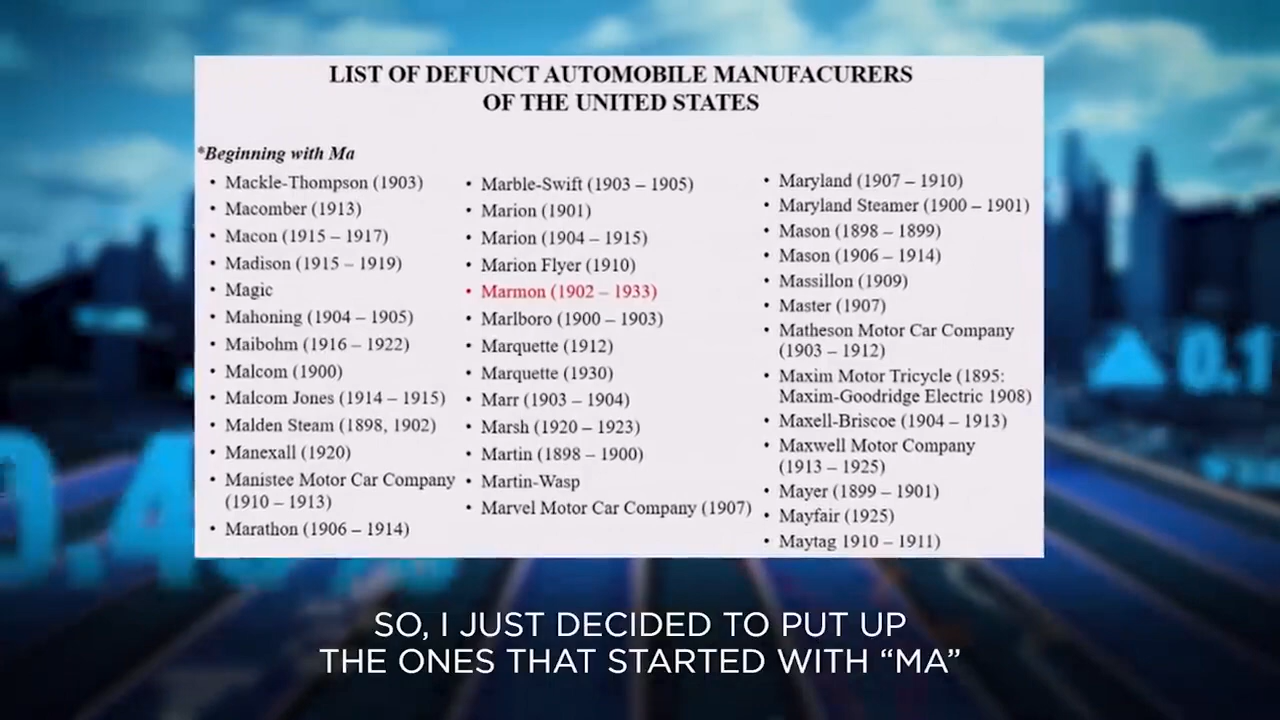 LIST OF DEFUNCT AUTOMOBILE MANUFACURERS
OF THE UNITED STATES
*Beginning with Ma
• Mackle-Thompson (1903)
• Macomber (1913)
• Macon (1915 – 1917)
• Madison (1915 – 1919)
• Magic
• Mahoning (1904 – 1905)
• Maibohm (1916 – 1922)
• Malcom (1900)
• Malcom Jones (1914 – 1915)
• Malden Steam (1898, 1902)
• Manexall (1920)
• Manistee Motor Car Company
(1910 – 1913)
• Marathon (1906 – 1914)
• Marble-Swift (1903 – 1905)
• Marion (1901)
• Marion (1904 – 1915)
• Marion Flyer (1910)
• Marmon (1902 – 1933)
• Marlboro (1900 – 1903)
• Marquette (1912)
• Marquette (1930)
• Marr (1903 – 1904)
• Marsh (1920 – 1923)
• Martin (1898 – 1900)
• Martin-Wasp
• Marvel Motor Car Company (1907)
• Maryland (1907 – 1910)
• Maryland Steamer (1900 – 1901)
• Mason (1898 – 1899)
• Mason (1906 – 1914)
• Massillon (1909)
• Master (1907)
• Matheson Motor Car Company
(1903 – 1912)
• Maxim Motor Tricycle (1895:
Maxim-Goodridge Electric 1908)
• Maxell-Briscoe (1904 – 1913)
• Maxwell Motor Company
(1913 – 1925)
• Mayer (1899 – 1901)
• Mayfair (1925)
• Maytag 1910 – 1911)
▲ 0.1
SO, I JUST DECIDED TO PUT UP
THE ONES THAT STARTED WITH “MA”